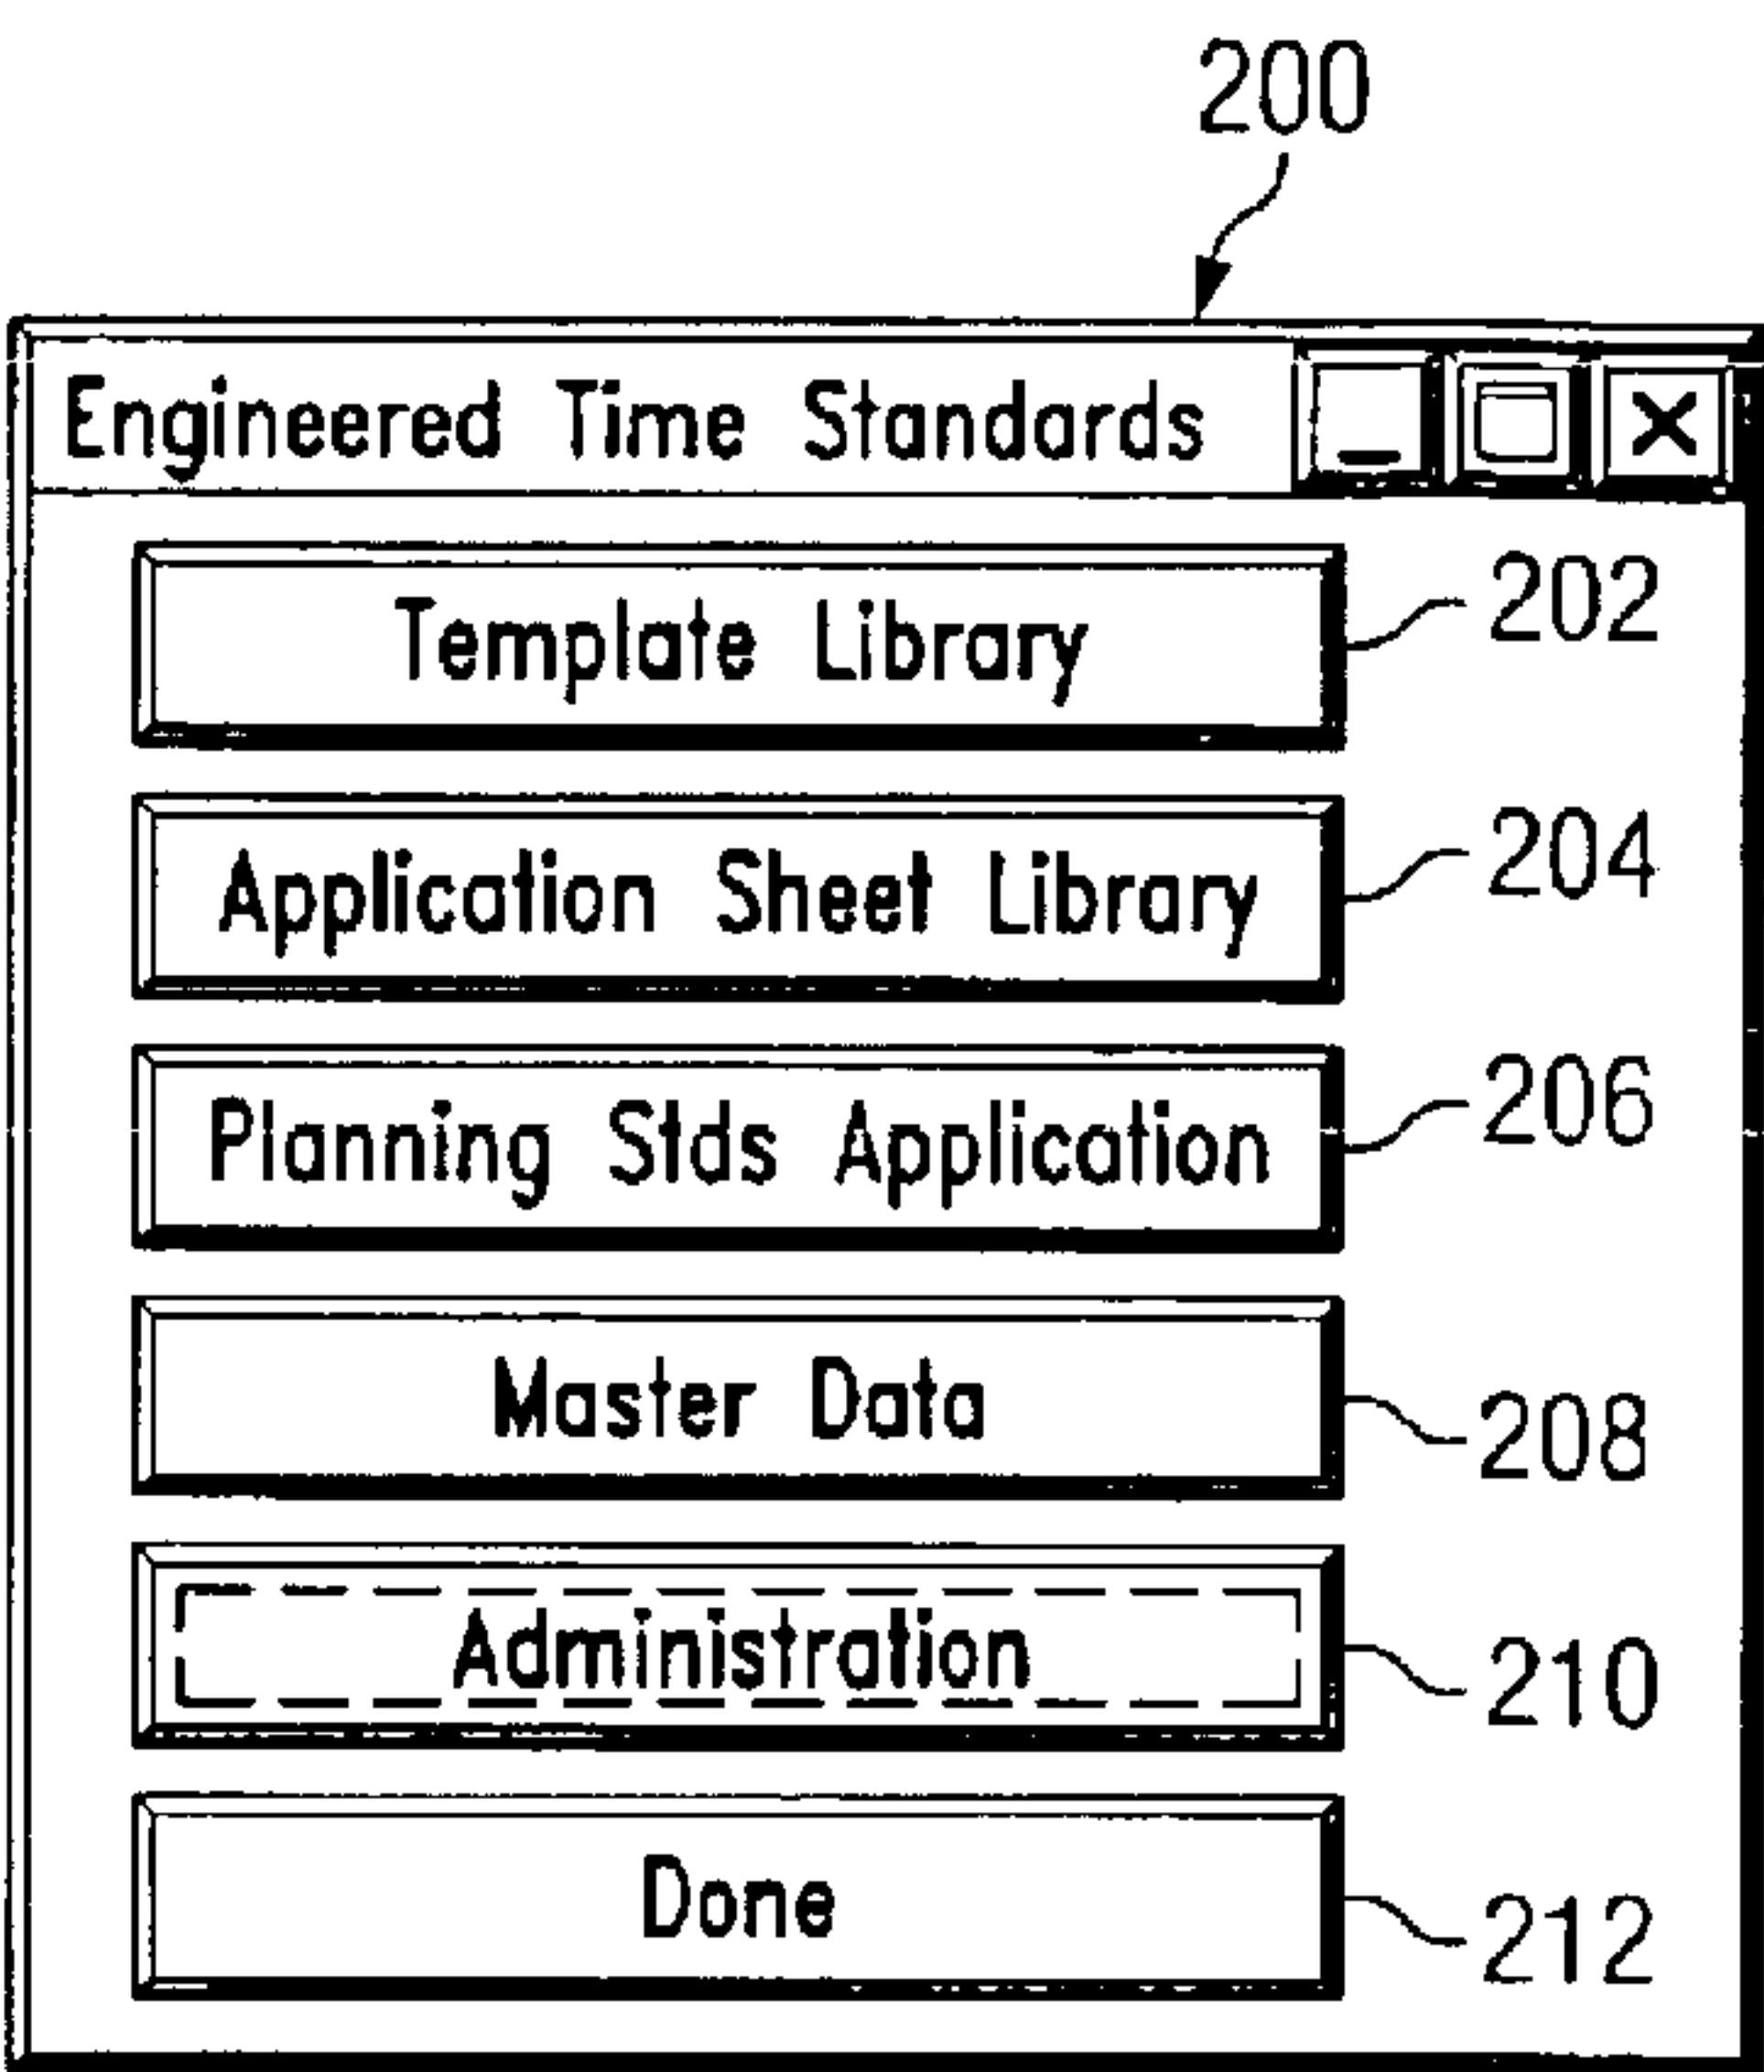 200
Engineered Time Standards
Template Library 202
Application Sheet Library 204
Planning Stds Application 206
Master Data 208
Administration 210
Done 212